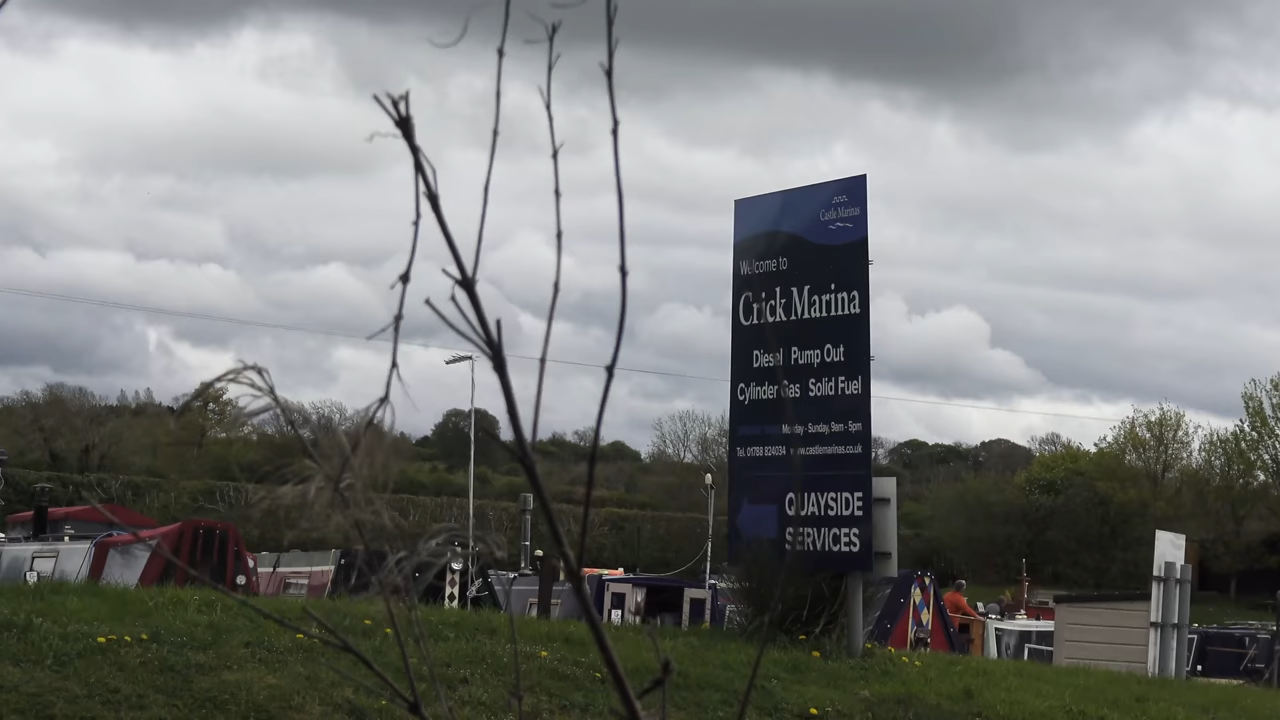 Castle Marinas
Welcome to
Crick Marina
Diesel Pump Out
Cylinder Gas Solid Fuel
Monday - Sunday, 9am - 5pm
Tel. 01788 824034 www.castlemarinas.co.uk
QUAYSIDE
SERVICES